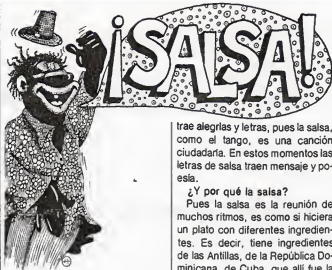 ¡SALSA!
trae alegrías y letras, pues la salsa,
como el tango, es una canción
ciudadana. En estos momentos las
letras de salsa traen mensaje y po-
esía.
¿Y por qué la salsa?
Pues la salsa es la reunión de
muchos ritmos, es como si hiciera
un plato con diferentes ingredien-
tes. Es decir, tiene ingredientes
de las Antillas, de la República Do-
minicana, de Cuba, que allí fue la